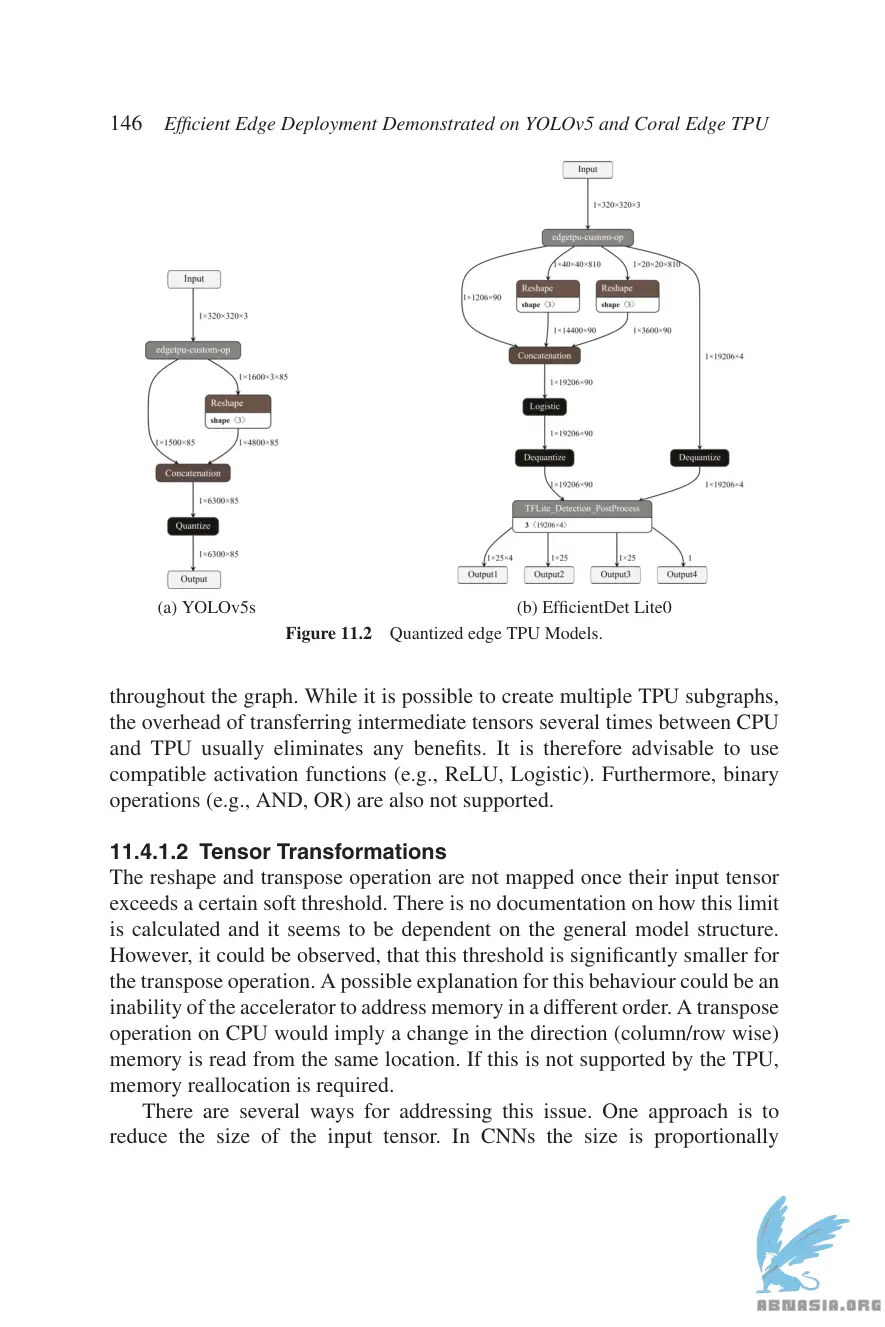 146 Efficient Edge Deployment Demonstrated on YOLOv5 and Coral Edge TPU
Input
1×320×320×3
edgetpu-custom-op
1×1600×3×85
Reshape
shape 〈3〉
1×1500×85
1×4800×85
Concatenation
1×6300×85
Quantize
1×6300×85
Output
(a) YOLOv5s
Input
1×320×320×3
edgetpu-custom-op
1×40×40×810
1×20×20×810
1×1206×90
Reshape
shape 〈3〉
Reshape
shape 〈3〉
1×14400×90
1×3600×90
Concatenation
1×19206×4
1×19206×90
Logistic
1×19206×90
Dequantize
Dequantize
1×19206×90
1×19206×4
TFLite_Detection_PostProcess
3 〈19206×4〉
1×25×4
1×25
1×25
1
Output1
Output2
Output3
Output4
(b) EfficientDet Lite0
Figure 11.2 Quantized edge TPU Models.
throughout the graph. While it is possible to create multiple TPU subgraphs,
the overhead of transferring intermediate tensors several times between CPU
and TPU usually eliminates any benefits. It is therefore advisable to use
compatible activation functions (e.g., ReLU, Logistic). Furthermore, binary
operations (e.g., AND, OR) are also not supported.
11.4.1.2 Tensor Transformations
The reshape and transpose operation are not mapped once their input tensor
exceeds a certain soft threshold. There is no documentation on how this limit
is calculated and it seems to be dependent on the general model structure.
However, it could be observed, that this threshold is significantly smaller for
the transpose operation. A possible explanation for this behaviour could be an
inability of the accelerator to address memory in a different order. A transpose
operation on CPU would imply a change in the direction (column/row wise)
memory is read from the same location. If this is not supported by the TPU,
memory reallocation is required.
There are several ways for addressing this issue. One approach is to
reduce the size of the input tensor. In CNNs the size is proportionally
ABNASIA.ORG